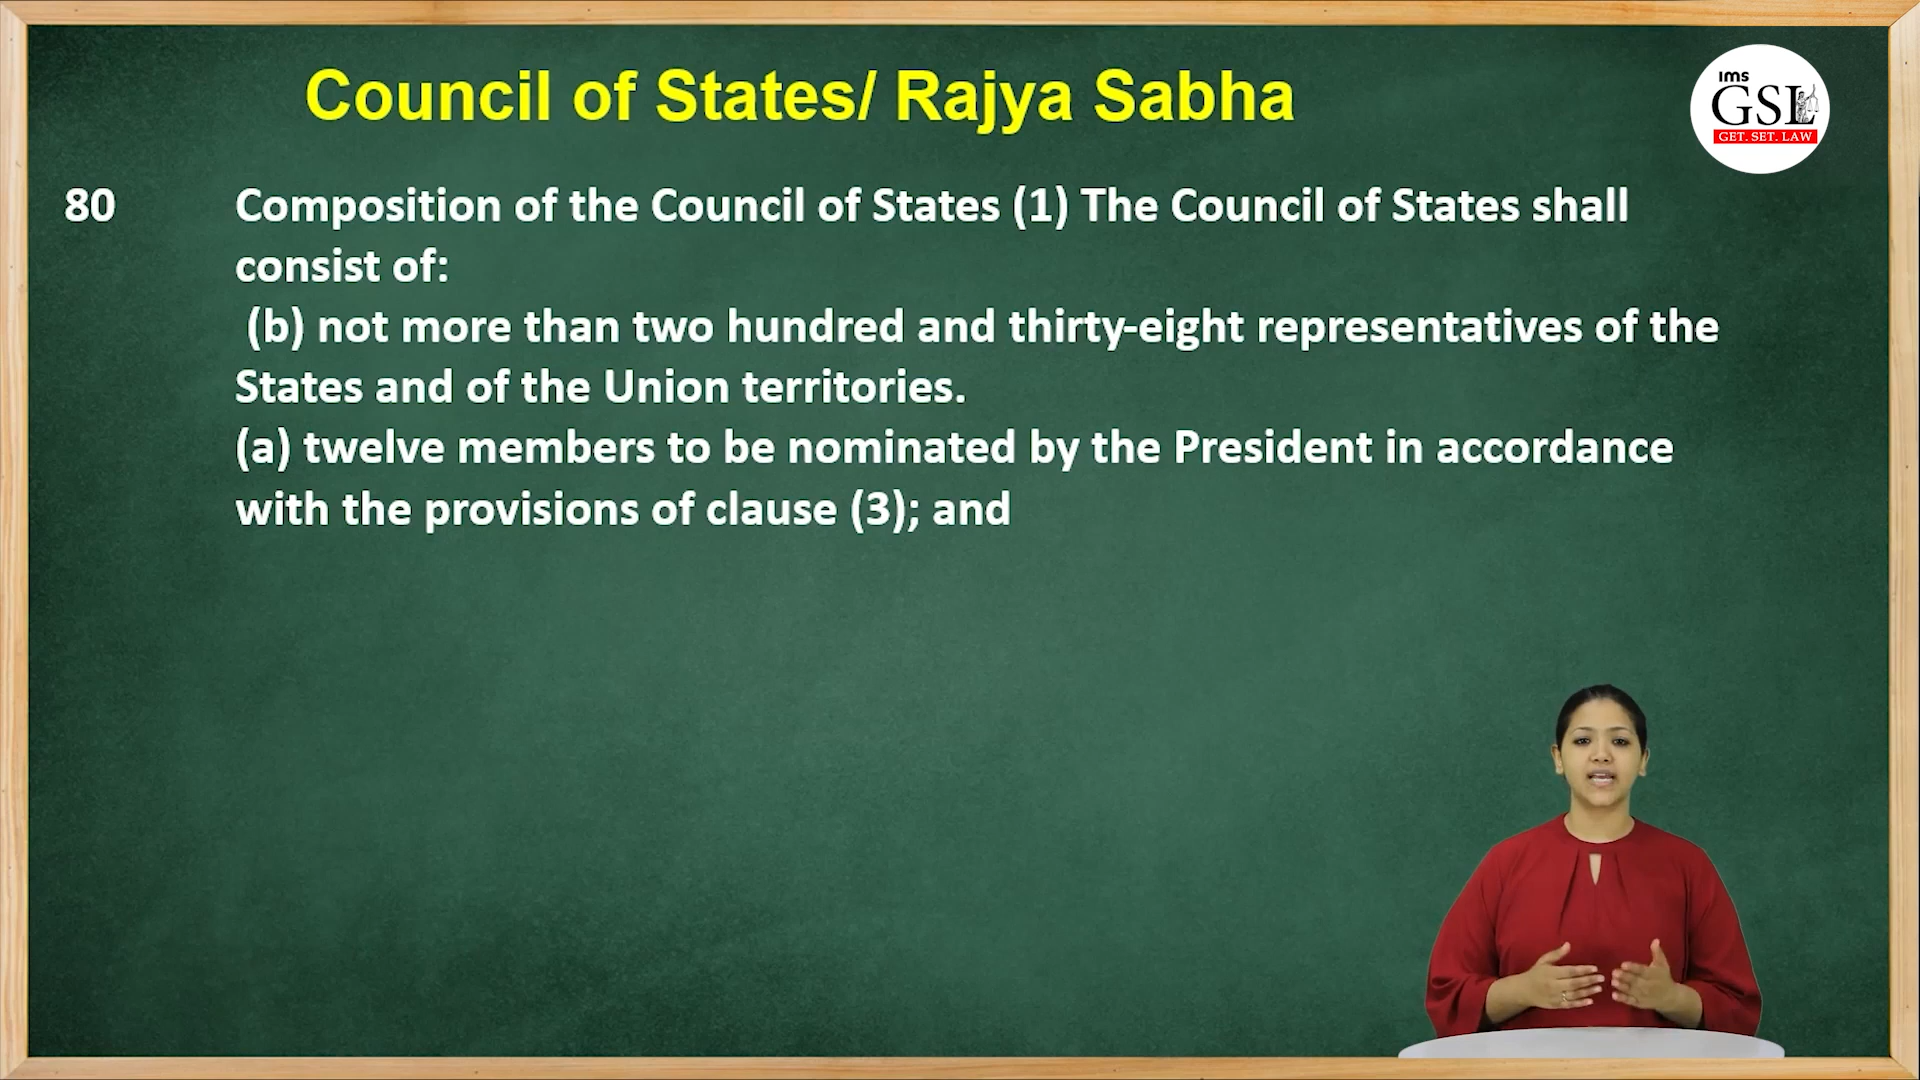 Council of States/ Rajya Sabha
ims
GSL
GET. SET. LAW
80 Composition of the Council of States (1) The Council of States shall
consist of:
(b) not more than two hundred and thirty-eight representatives of the
States and of the Union territories.
(a) twelve members to be nominated by the President in accordance
with the provisions of clause (3); and